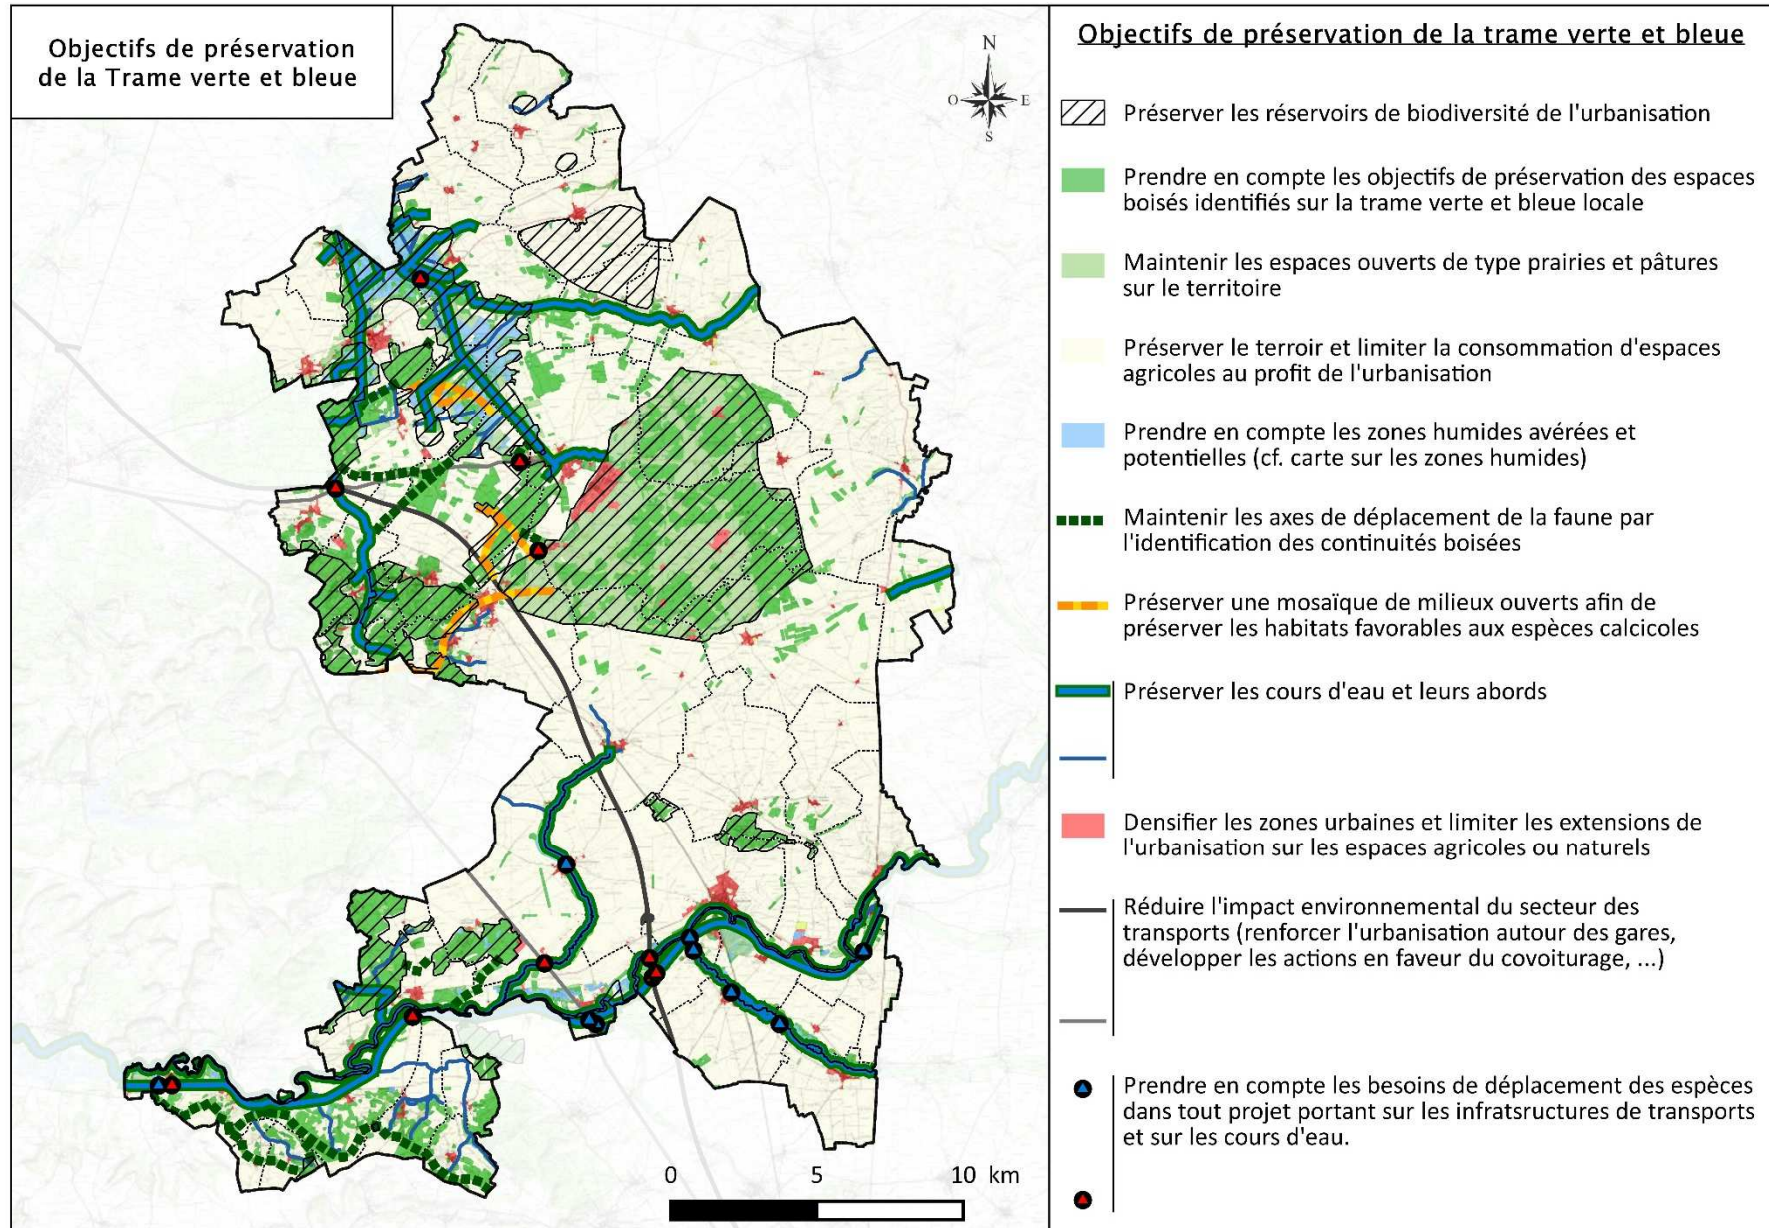 Objectifs de préservation
de la Trame verte et bleue
N
O
E
S
0
5
10 km
Objectifs de préservation de la trame verte et bleue
Préserver les réservoirs de biodiversité de l'urbanisation
Prendre en compte les objectifs de préservation des espaces
boisés identifiés sur la trame verte et bleue locale
Maintenir les espaces ouverts de type prairies et pâtures
sur le territoire
Préserver le terroir et limiter la consommation d'espaces
agricoles au profit de l'urbanisation
Prendre en compte les zones humides avérées et
potentielles (cf. carte sur les zones humides)
Maintenir les axes de déplacement de la faune par
l'identification des continuités boisées
Préserver une mosaïque de milieux ouverts afin de
préserver les habitats favorables aux espèces calcicoles
Préserver les cours d'eau et leurs abords
Densifier les zones urbaines et limiter les extensions de
l'urbanisation sur les espaces agricoles ou naturels
Réduire l'impact environnemental du secteur des
transports (renforcer l'urbanisation autour des gares,
développer les actions en faveur du covoiturage, ...)
Prendre en compte les besoins de déplacement des espèces
dans tout projet portant sur les infratsructures de transports
et sur les cours d'eau.